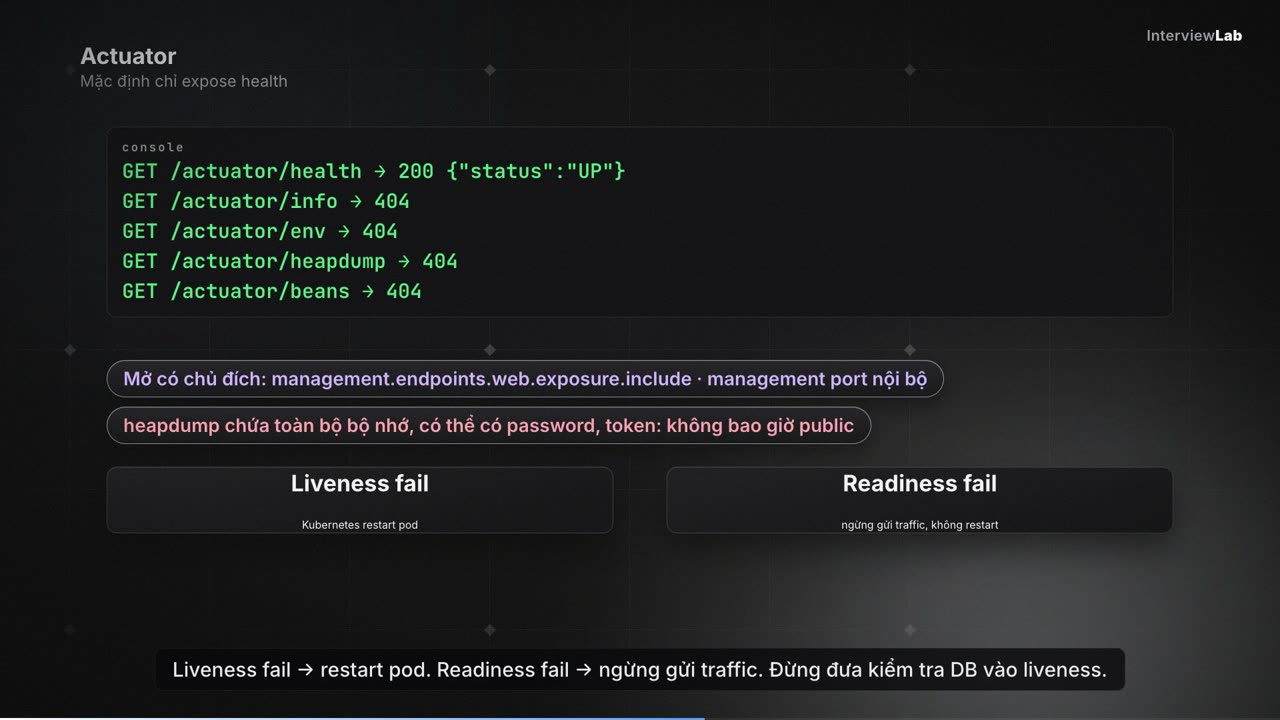 InterviewLab
Actuator
Mặc định chỉ expose health
console
GET /actuator/health → 200 {"status":"UP"}
GET /actuator/info → 404
GET /actuator/env → 404
GET /actuator/heapdump → 404
GET /actuator/beans → 404
Mở có chủ đích: management.endpoints.web.exposure.include · management port nội bộ
heapdump chứa toàn bộ bộ nhớ, có thể có password, token: không bao giờ public
Liveness fail
Kubernetes restart pod
Readiness fail
ngừng gửi traffic, không restart
Liveness fail → restart pod. Readiness fail → ngừng gửi traffic. Đừng đưa kiểm tra DB vào liveness.